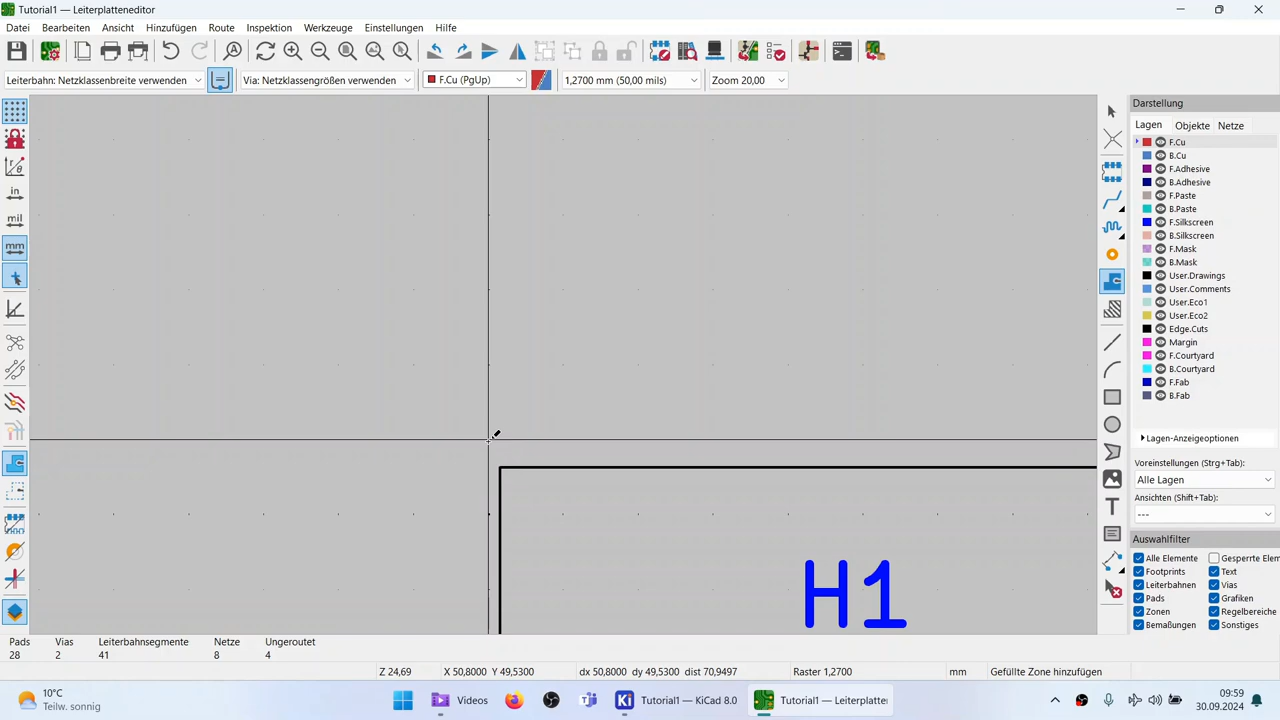 Tutorial1 — Leiterplatteneditor
Datei Bearbeiten Ansicht Hinzufügen Route Inspektion Werkzeuge Einstellungen Hilfe
Leiterbahn: Netzklassenbreite verwenden Via: Netzklassengrößen verwenden F.Cu (PgUp) 1,2700 mm (50,00 mils) Zoom 20,00
Darstellung
Lagen Objekte Netze
F.Cu
B.Cu
F.Adhesive
B.Adhesive
F.Paste
B.Paste
F.Silkscreen
B.Silkscreen
F.Mask
B.Mask
User.Drawings
User.Comments
User.Eco1
User.Eco2
Edge.Cuts
Margin
F.Courtyard
B.Courtyard
F.Fab
B.Fab
Lagen-Anzeigeoptionen
Voreinstellungen (Strg+Tab):
Alle Lagen
Ansichten (Shift+Tab):
---
Auswahlfilter
Alle Elemente Gesperrte Elem
Footprints Text
Leiterbahnen Vias
Pads Grafiken
Zonen Regelbereiche
Bemaßungen Sonstiges
in
mil
mm
H1
Pads Vias Leiterbahnsegmente Netze Ungeroutet
28 2 41 8 4
Z 24,69 X 50,8000 Y 49,5300 dx 50,8000 dy 49,5300 dist 70,9497 Raster 1,2700 mm Gefüllte Zone hinzufügen
10°C
Teilw. sonnig
Videos
Ki
Tutorial1 — KiCad 8.0
Tutorial1 — Leiterplatte
09:59
30.09.2024